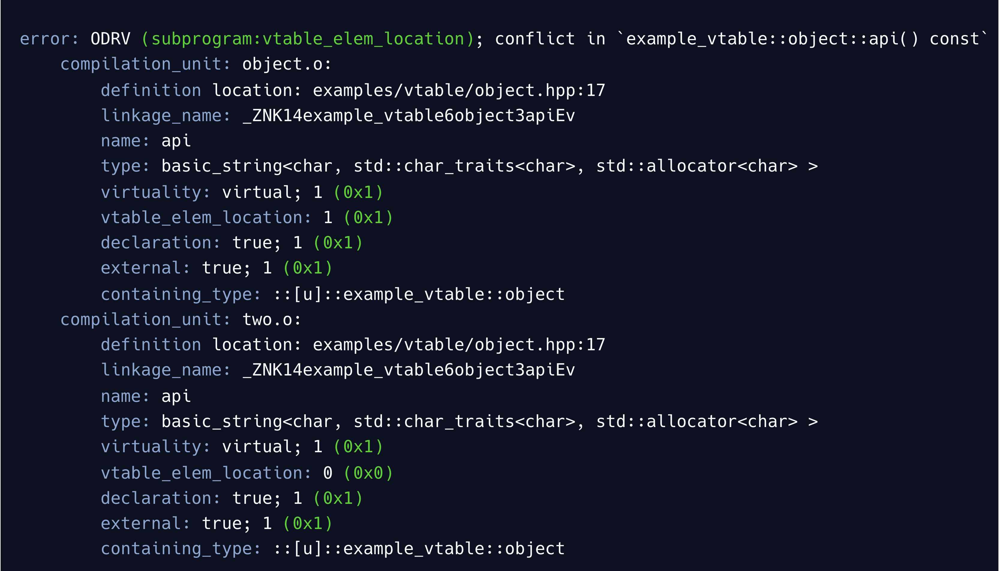 error: ODRV (subprogram:vtable_elem_location); conflict in `example_vtable::object::api() const`
    compilation_unit: object.o:
        definition location: examples/vtable/object.hpp:17
        linkage_name: _ZNK14example_vtable6object3apiEv
        name: api
        type: basic_string<char, std::char_traits<char>, std::allocator<char> >
        virtuality: virtual; 1 (0x1)
        vtable_elem_location: 1 (0x1)
        declaration: true; 1 (0x1)
        external: true; 1 (0x1)
        containing_type: ::[u]::example_vtable::object
    compilation_unit: two.o:
        definition location: examples/vtable/object.hpp:17
        linkage_name: _ZNK14example_vtable6object3apiEv
        name: api
        type: basic_string<char, std::char_traits<char>, std::allocator<char> >
        virtuality: virtual; 1 (0x1)
        vtable_elem_location: 0 (0x0)
        declaration: true; 1 (0x1)
        external: true; 1 (0x1)
        containing_type: ::[u]::example_vtable::object